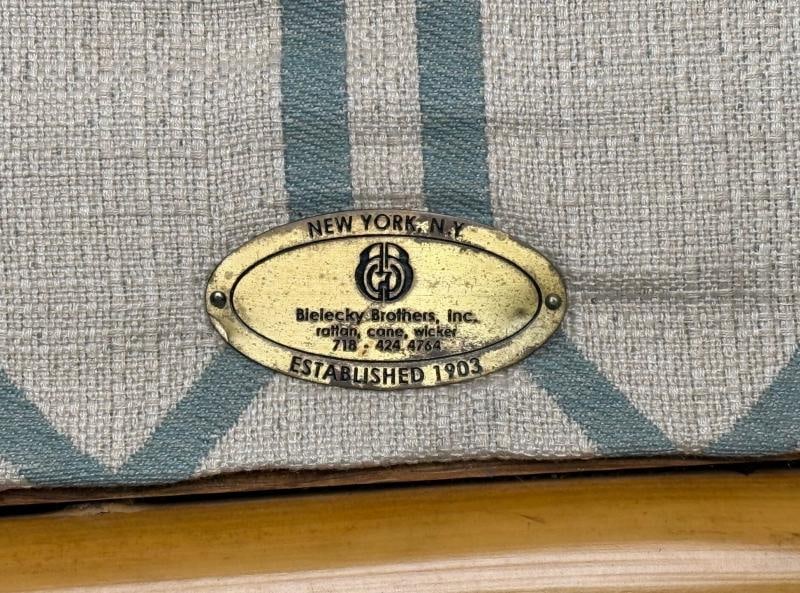 NEW YORK, N.Y.
Bielecky Brothers, Inc.
rattan, cane, wicker
718 - 424 4764
ESTABLISHED 1903